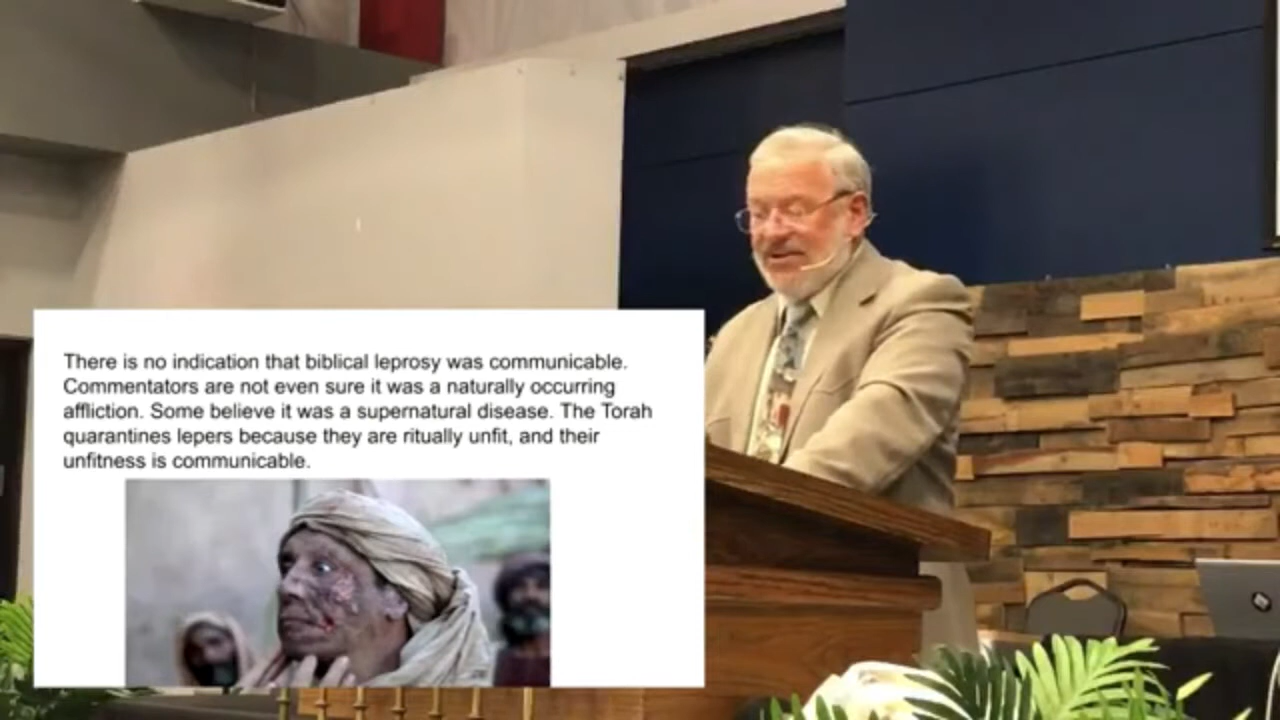 There is no indication that biblical leprosy was communicable.
Commentators are not even sure it was a naturally occurring
affliction. Some believe it was a supernatural disease. The Torah
quarantines lepers because they are ritually unfit, and their
unfitness is communicable.